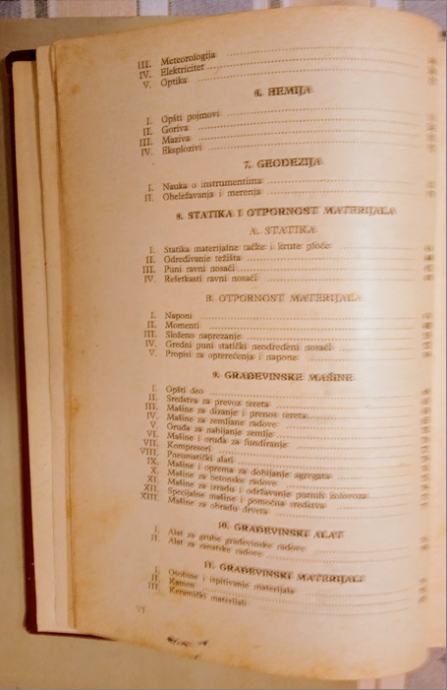 III. Meteorologija
IV. Elektricitet
V. Optika
6. HEMIJA
I. Opšti pojmovi
II. Goriva
III. Maziva
IV. Eksplozivi
7. GEODEZIJA
I. Nauka o instrumentima
II. Obeležavanja i merenja
8. STATIKA I OTPORNOST MATERIJALA
A. STATIKA
I. Statika materijalne tačke i krute ploče
II. Određivanje težišta
III. Puni ravni nosači
IV. Rešetkasti ravni nosači
B. OTPORNOST MATERIJALA
I. Naponi
II. Momenti
III. Složeno naprezanje
IV. Gredni puni statički neodređeni nosači
V. Propisi za opterećenja i napone
9. GRAĐEVINSKE MAŠINE
I. Opšti deo
II. Sredstva za prevoz tereta
III. Mašine za dizanje i prenos tereta
IV. Mašine za zemljane radove
V. Oruđa za nabijanje zemlje
VI. Mašine i oruđa za fundiranje
VII. Kompresori
VIII. Pneumatički alati
IX. Mašine i oprema za dobijanje agregata
X. Mašine za betonske radove
XI. Mašine za izradu i održavanje putnih kolovoza
XII. Specijalne mašine i pomoćna sredstva
XIII. Mašine za obradu drveta
10. GRAĐEVINSKI ALAT
I. Alat za grube građevinske radove
II. Alat za zanatske radove
11. GRAĐEVINSKI MATERIJALI
I. Osobine i ispitivanje materijala
II. Kamen
III. Keramički materijali
VI